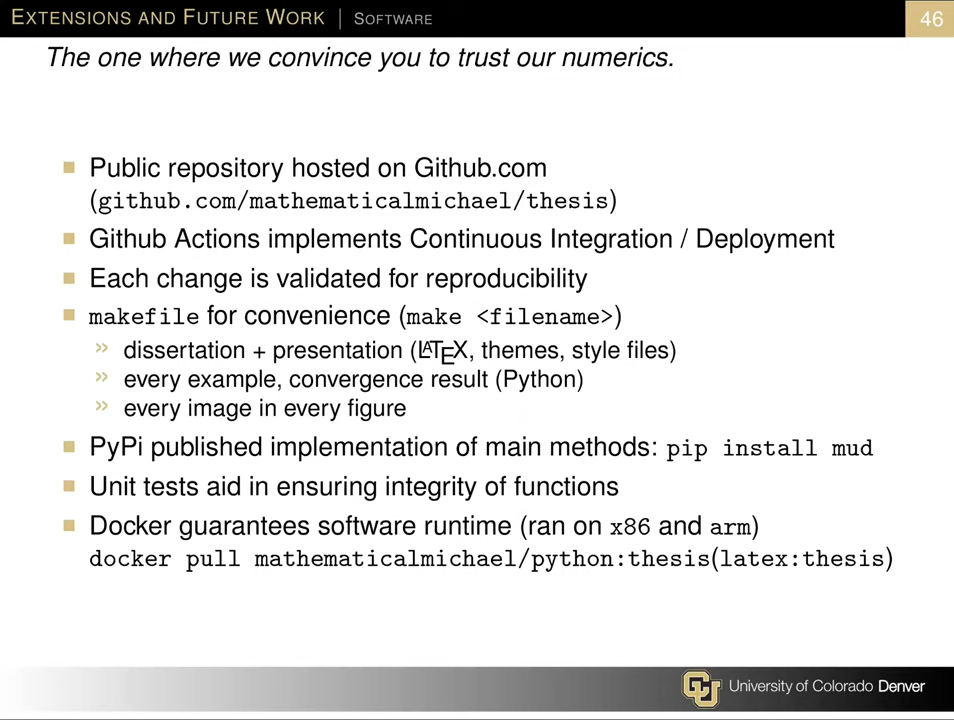 EXTENSIONS AND FUTURE WORK | SOFTWARE 46
The one where we convince you to trust our numerics.
Public repository hosted on Github.com
(github.com/mathematicalmichael/thesis)
Github Actions implements Continuous Integration / Deployment
Each change is validated for reproducibility
makefile for convenience (make <filename>)
» dissertation + presentation (LATEX, themes, style files)
» every example, convergence result (Python)
» every image in every figure
PyPi published implementation of main methods: pip install mud
Unit tests aid in ensuring integrity of functions
Docker guarantees software runtime (ran on x86 and arm)
docker pull mathematicalmichael/python:thesis(latex:thesis)
University of Colorado Denver